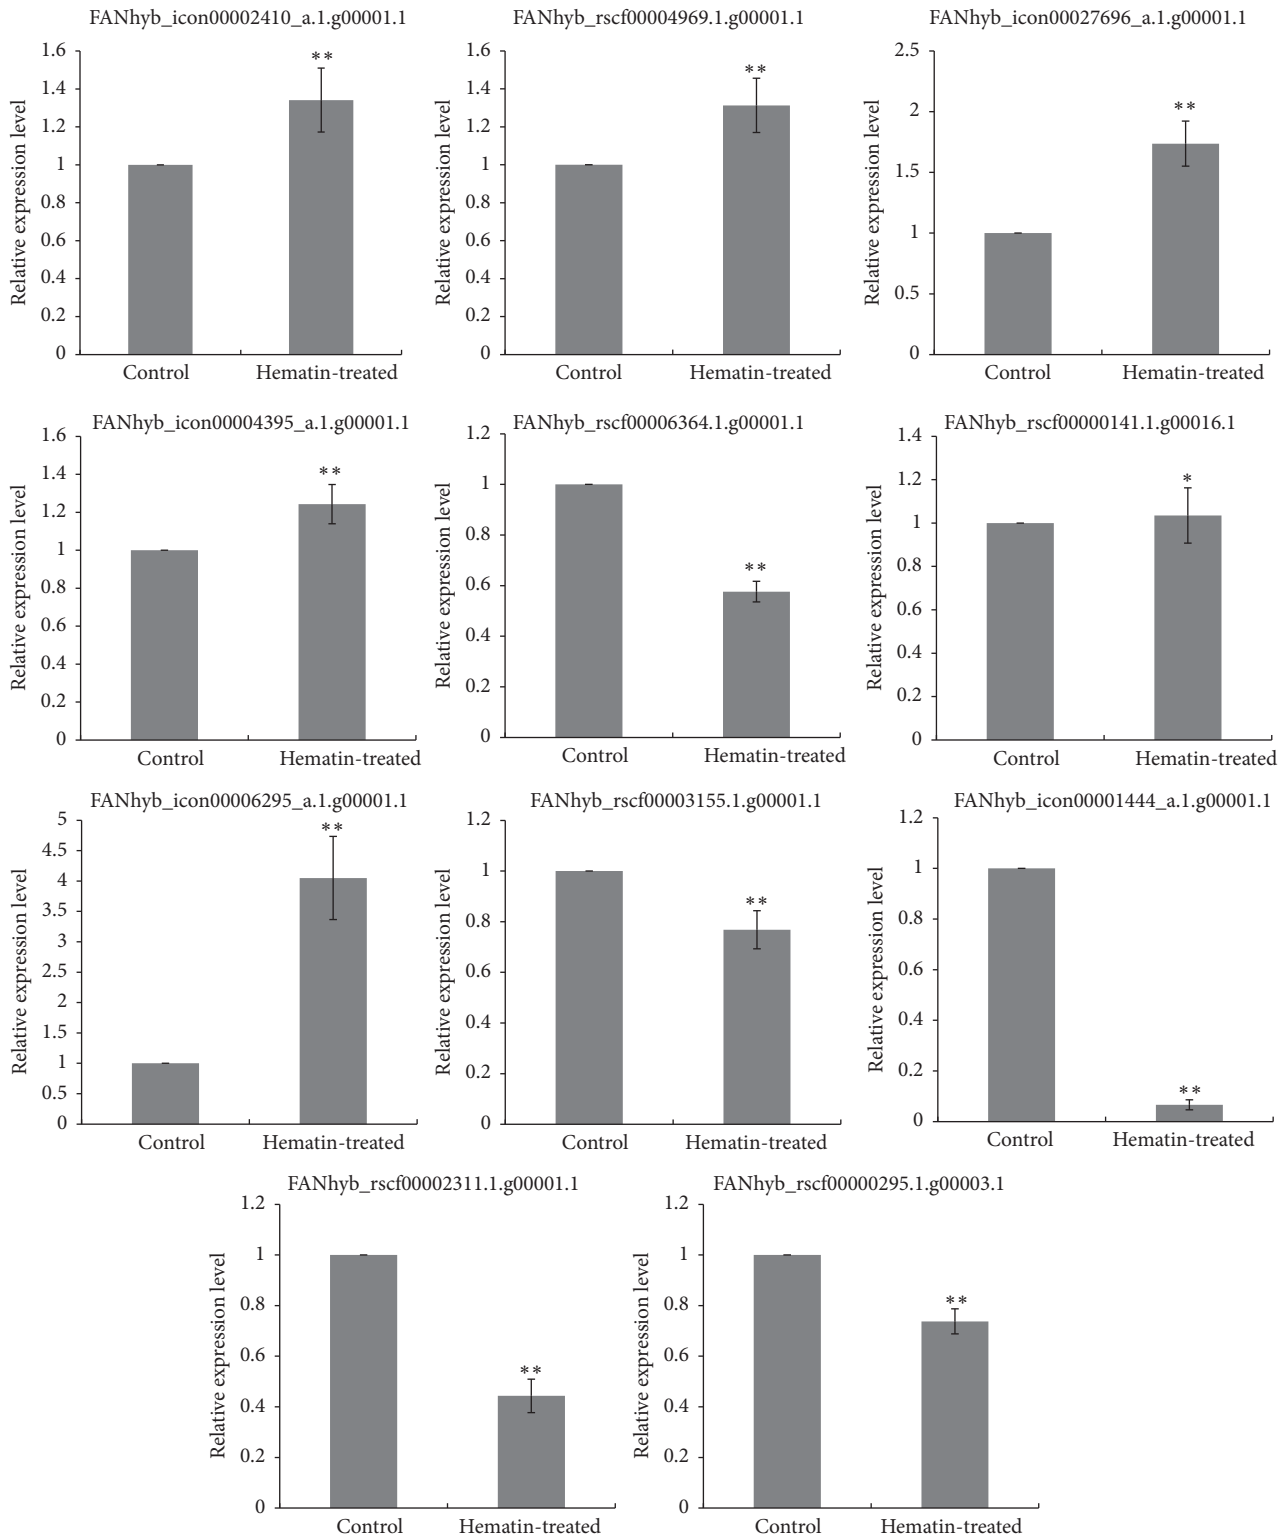 FANhyb_icon00002410_a.1.g00001.1
Relative expression level
1.6
1.4
1.2
1
0.8
0.6
0.4
0.2
0
**
Control
Hematin-treated
FANhyb_rscf00004969.1.g00001.1
Relative expression level
1.6
1.4
1.2
1
0.8
0.6
0.4
0.2
0
**
Control
Hematin-treated
FANhyb_icon00027696_a.1.g00001.1
Relative expression level
2.5
2
1.5
1
0.5
0
**
Control
Hematin-treated
FANhyb_icon00004395_a.1.g00001.1
Relative expression level
1.6
1.4
1.2
1
0.8
0.6
0.4
0.2
0
**
Control
Hematin-treated
FANhyb_rscf00006364.1.g00001.1
Relative expression level
1.2
1
0.8
0.6
0.4
0.2
0
**
Control
Hematin-treated
FANhyb_rscf00000141.1.g00016.1
Relative expression level
1.4
1.2
1
0.8
0.6
0.4
0.2
0
*
Control
Hematin-treated
FANhyb_icon00006295_a.1.g00001.1
Relative expression level
5
4.5
4
3.5
3
2.5
2
1.5
1
0.5
0
**
Control
Hematin-treated
FANhyb_rscf00003155.1.g00001.1
Relative expression level
1.2
1
0.8
0.6
0.4
0.2
0
**
Control
Hematin-treated
FANhyb_icon00001444_a.1.g00001.1
Relative expression level
1.2
1
0.8
0.6
0.4
0.2
0
**
Control
Hematin-treated
FANhyb_rscf00002311.1.g00001.1
Relative expression level
1.2
1
0.8
0.6
0.4
0.2
0
**
Control
Hematin-treated
FANhyb_rscf00000295.1.g00003.1
Relative expression level
1.2
1
0.8
0.6
0.4
0.2
0
**
Control
Hematin-treated